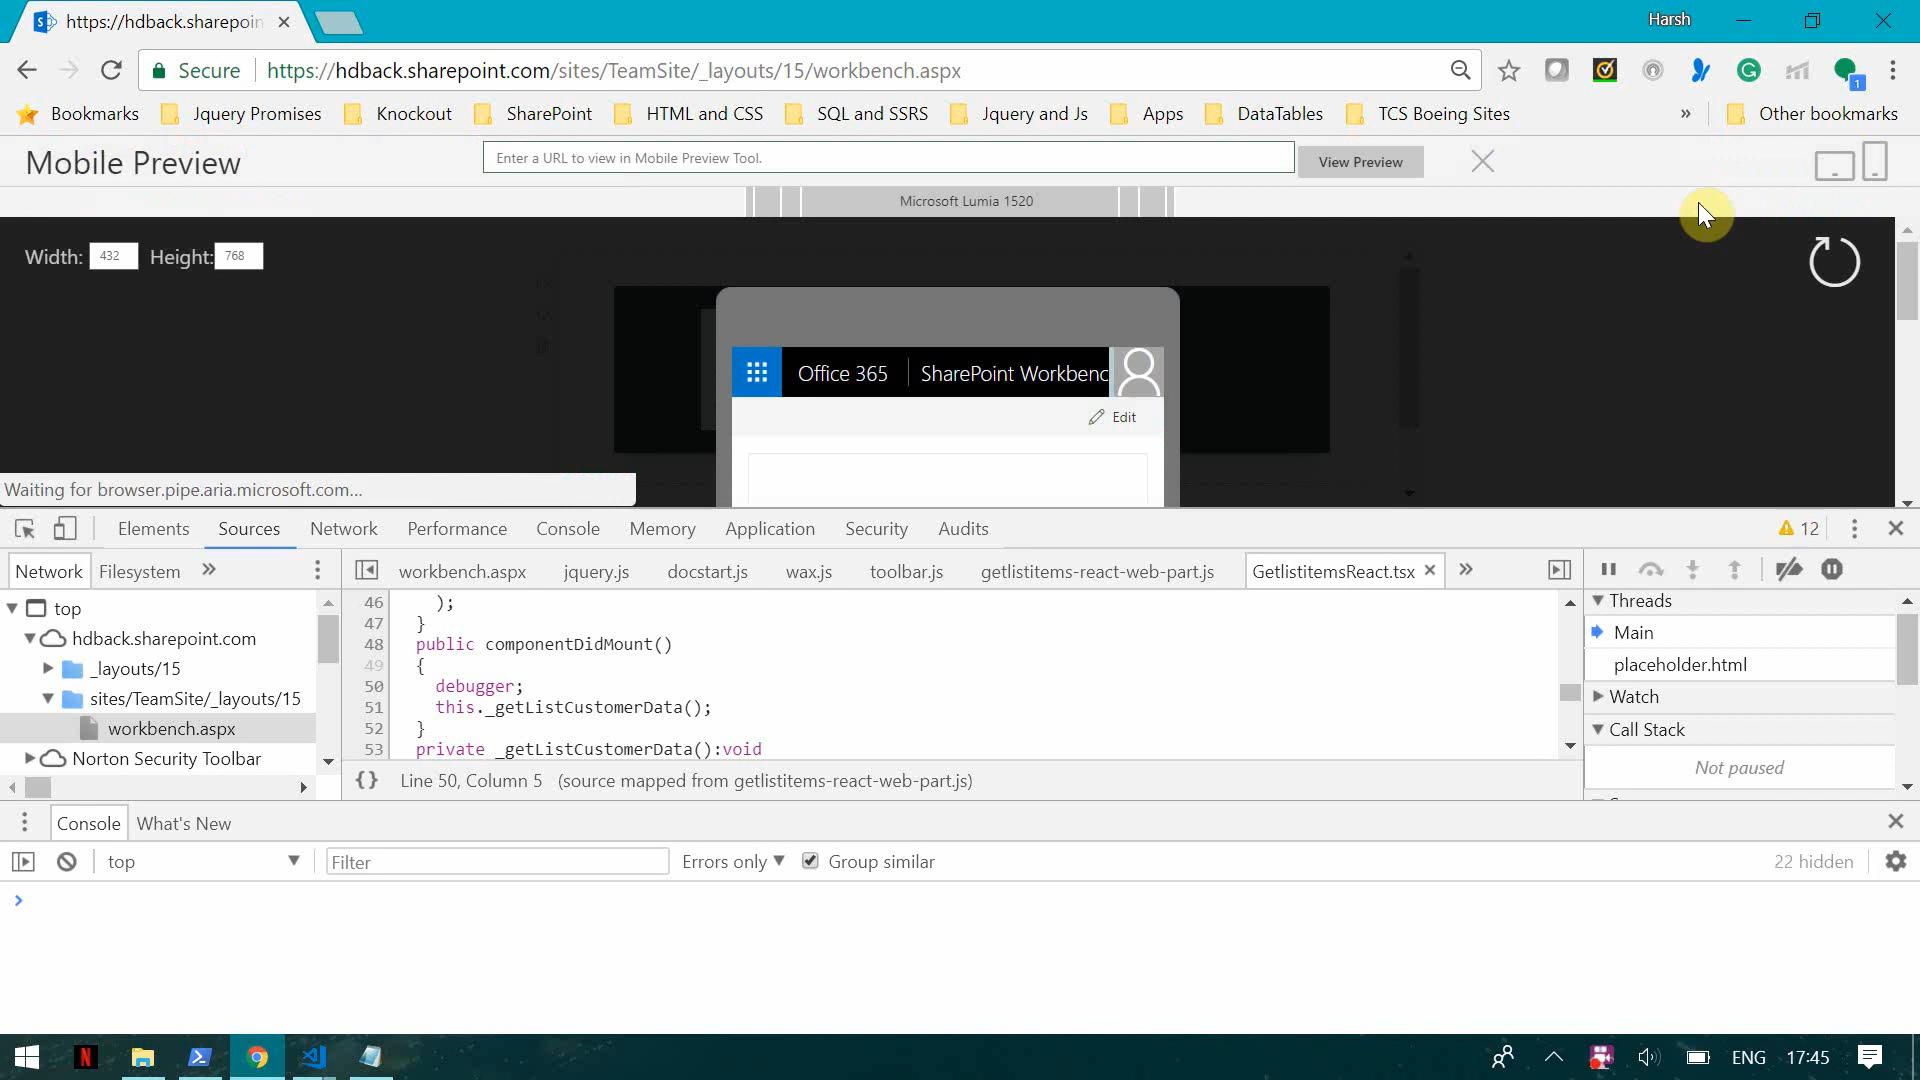 https://hdback.sharepoin
Harsh
Secure
https://hdback.sharepoint.com/sites/TeamSite/_layouts/15/workbench.aspx
1
Bookmarks Jquery Promises Knockout SharePoint HTML and CSS SQL and SSRS Jquery and Js Apps DataTables TCS Boeing Sites » Other bookmarks
Mobile Preview
Enter a URL to view in Mobile Preview Tool.
View Preview
Microsoft Lumia 1520
Width: 432 Height: 768
Office 365 SharePoint Workbenc
Edit
Waiting for browser.pipe.aria.microsoft.com...
Elements Sources Network Performance Console Memory Application Security Audits 12
Network Filesystem »
workbench.aspx jquery.js docstart.js wax.js toolbar.js getlistitems-react-web-part.js GetlistitemsReact.tsx »
top
hdback.sharepoint.com
_layouts/15
sites/TeamSite/_layouts/15
workbench.aspx
Norton Security Toolbar
46 );
47 }
48 public componentDidMount()
49 {
50 debugger;
51 this._getListCustomerData();
52 }
53 private _getListCustomerData():void
{} Line 50, Column 5 (source mapped from getlistitems-react-web-part.js)
Threads
Main
placeholder.html
Watch
Call Stack
Not paused
Console What's New
top Filter Errors only Group similar 22 hidden
ENG 17:45